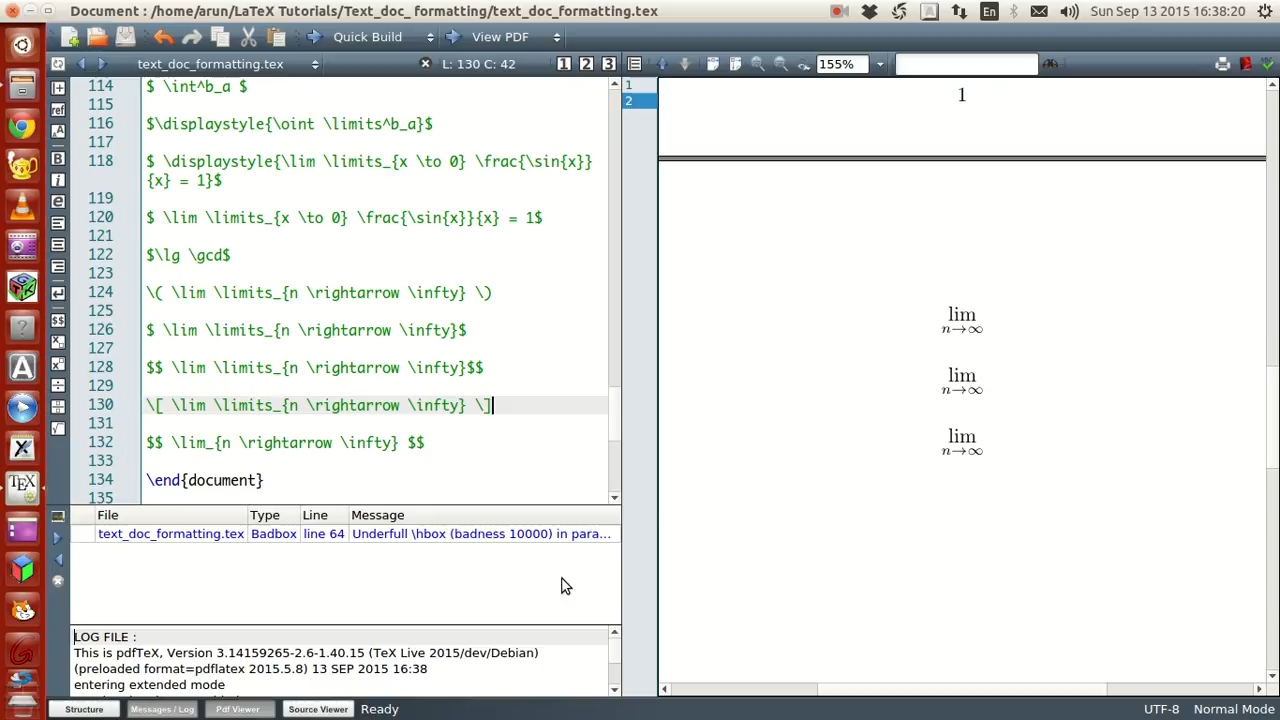 Document : /home/arun/LaTeX Tutorials/Text_doc_ formatting/text_doc_formatting.tex
En
Sun Sep 13 2015 16:38:20
Quick Build
View PDF
text_doc_formatting.tex
L: 130 C: 42
1 2 3
155%
114 $ \int^b_a $
115
116 $\displaystyle{\oint \limits^b_a}$
117
118 $ \displaystyle{\lim \limits_{x \to 0} \frac{\sin{x}}
{x} = 1}$
119
120 $ \lim \limits_{x \to 0} \frac{\sin{x}}{x} = 1$
121
122 $\lg \gcd$
123
124 \( \lim \limits_{n \rightarrow \infty} \)
125
126 $ \lim \limits_{n \rightarrow \infty}$
127
128 $$ \lim \limits_{n \rightarrow \infty}$$
129
130 \[ \lim \limits_{n \rightarrow \infty} \]
131
132 $$ \lim_{n \rightarrow \infty} $$
133
134 \end{document}
135
1
2
1
lim
n→∞
lim
n→∞
lim
n→∞
ref
$$
File Type Line Message
text_doc_formatting.tex Badbox line 64 Underfull \hbox (badness 10000) in para...
LOG FILE :
This is pdfTeX, Version 3.14159265-2.6-1.40.15 (TeX Live 2015/dev/Debian)
(preloaded format=pdflatex 2015.5.8) 13 SEP 2015 16:38
entering extended mode
Structure
Messages / Log
Pdf Viewer
Source Viewer
Ready
UTF-8
Normal Mode